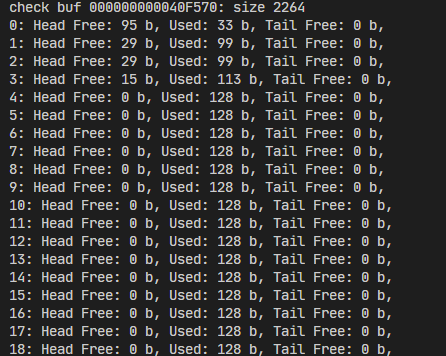 check buf 000000000040F570: size 2264
0: Head Free: 95 b, Used: 33 b, Tail Free: 0 b,
1: Head Free: 29 b, Used: 99 b, Tail Free: 0 b,
2: Head Free: 29 b, Used: 99 b, Tail Free: 0 b,
3: Head Free: 15 b, Used: 113 b, Tail Free: 0 b,
4: Head Free: 0 b, Used: 128 b, Tail Free: 0 b,
5: Head Free: 0 b, Used: 128 b, Tail Free: 0 b,
6: Head Free: 0 b, Used: 128 b, Tail Free: 0 b,
7: Head Free: 0 b, Used: 128 b, Tail Free: 0 b,
8: Head Free: 0 b, Used: 128 b, Tail Free: 0 b,
9: Head Free: 0 b, Used: 128 b, Tail Free: 0 b,
10: Head Free: 0 b, Used: 128 b, Tail Free: 0 b,
11: Head Free: 0 b, Used: 128 b, Tail Free: 0 b,
12: Head Free: 0 b, Used: 128 b, Tail Free: 0 b,
13: Head Free: 0 b, Used: 128 b, Tail Free: 0 b,
14: Head Free: 0 b, Used: 128 b, Tail Free: 0 b,
15: Head Free: 0 b, Used: 128 b, Tail Free: 0 b,
16: Head Free: 0 b, Used: 128 b, Tail Free: 0 b,
17: Head Free: 0 b, Used: 128 b, Tail Free: 0 b,
18: Head Free: 0 b, Used: 128 b, Tail Free: 0 b,